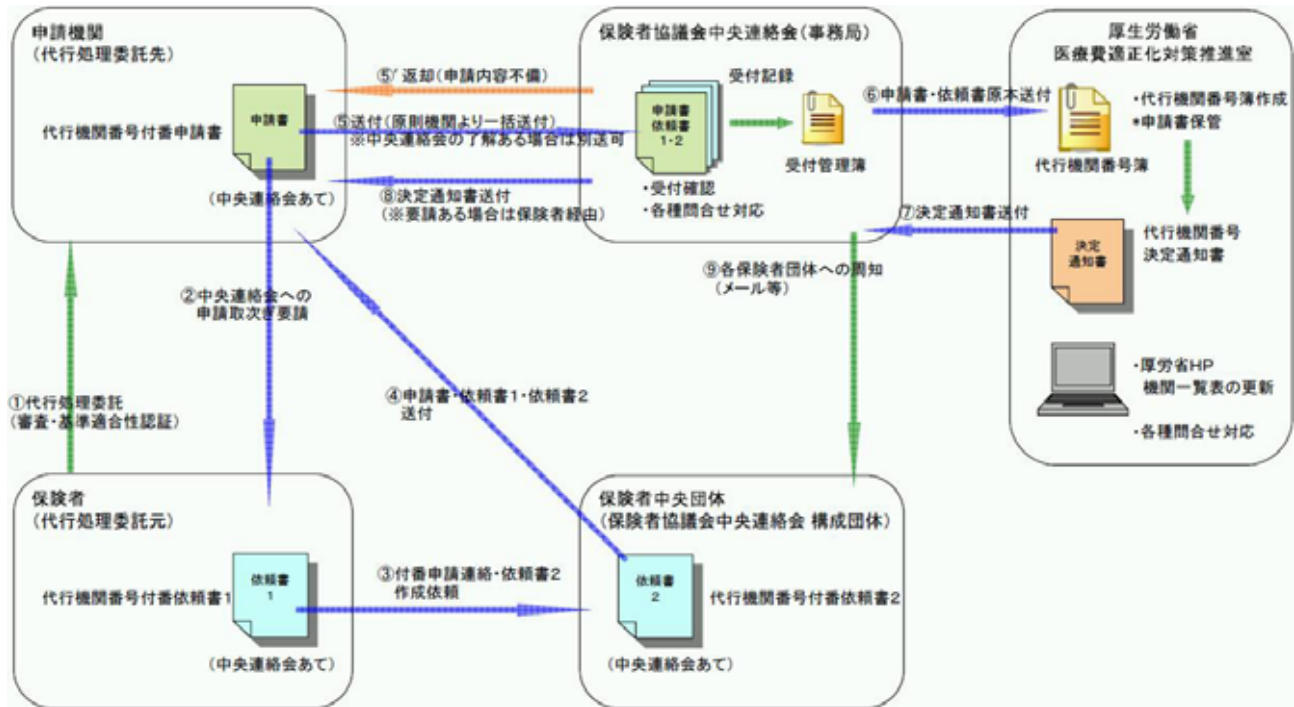 申請機関
(代行処理委託先)
代行機関番号付番申請書
申請書
(中央連絡会あて)
⑤’返却(申請内容不備)
⑤送付(原則機関より一括送付)
※中央連絡会の了解ある場合は別送可
⑧決定通知書送付
(※要請ある場合は保険者経由)
保険者協議会中央連絡会(事務局)
申請書
依頼書
1・2
受付記録
受付管理簿
・受付確認
・各種問合せ対応
⑥申請書・依頼書原本送付
⑦決定通知書送付
厚生労働省
医療費適正化対策推進室
・代行機関番号簿作成
*申請書保管
代行機関番号簿
決定
通知書
代行機関番号
決定通知書
・厚労省HP
機関一覧表の更新
・各種問合せ対応
②中央連絡会への
申請取次ぎ要請
⑨各保険者団体への周知
(メール等)
①代行処理委託
(審査・基準適合性認証)
④申請書・依頼書1・依頼書2
送付
保険者
(代行処理委託元)
代行機関番号付番依頼書1
依頼書
1
(中央連絡会あて)
③付番申請連絡・依頼書2
作成依頼
保険者中央団体
(保険者協議会中央連絡会 構成団体)
依頼書
2
代行機関番号付番依頼書2
(中央連絡会あて)